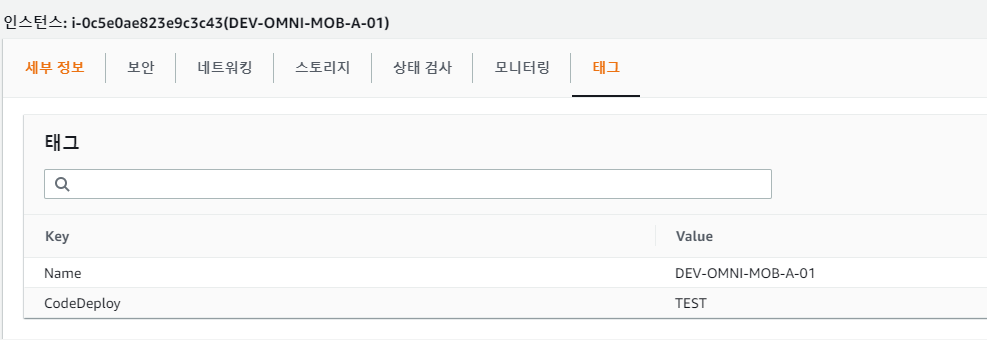 인스턴스: i-0c5e0ae823e9c3c43(DEV-OMNI-MOB-A-01)
세부 정보 보안 네트워킹 스토리지 상태 검사 모니터링 태그
태그
Key Value
Name DEV-OMNI-MOB-A-01
CodeDeploy TEST